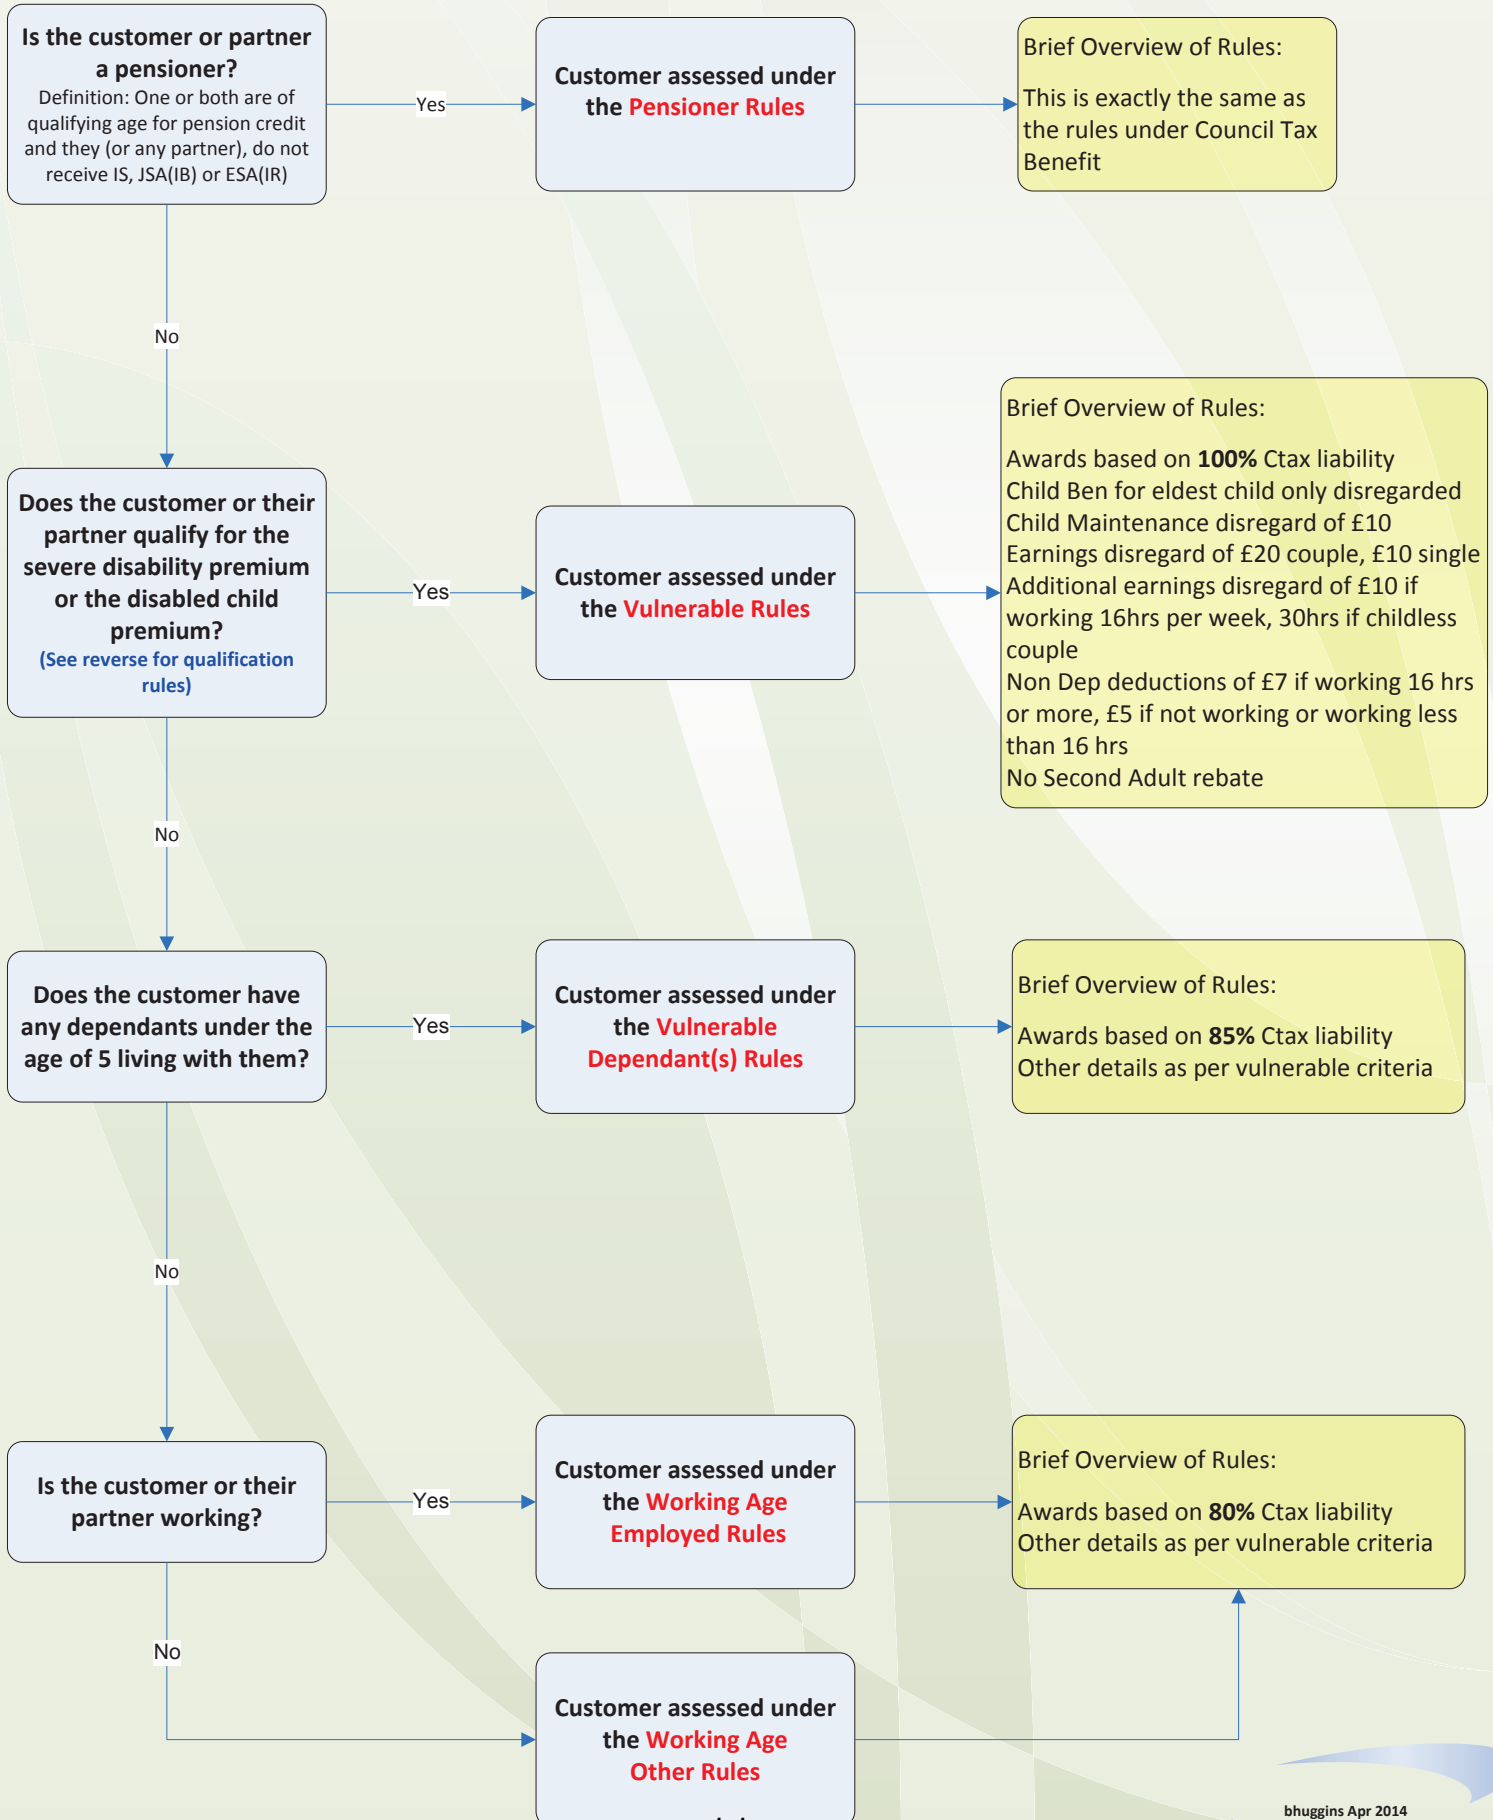 Is the customer or partner
a pensioner?
Definition: One or both are of
qualifying age for pension credit
and they (or any partner), do not
receive IS, JSA(IB) or ESA(IR)
Yes
Customer assessed under
the Pensioner Rules
Brief Overview of Rules:
This is exactly the same as
the rules under Council Tax
Benefit
No
Does the customer or their
partner qualify for the
severe disability premium
or the disabled child
premium?
(See reverse for qualification
rules)
Yes
Customer assessed under
the Vulnerable Rules
Brief Overview of Rules:
Awards based on 100% Ctax liability
Child Ben for eldest child only disregarded
Child Maintenance disregard of £10
Earnings disregard of £20 couple, £10 single
Additional earnings disregard of £10 if
working 16hrs per week, 30hrs if childless
couple
Non Dep deductions of £7 if working 16 hrs
or more, £5 if not working or working less
than 16 hrs
No Second Adult rebate
No
Does the customer have
any dependants under the
age of 5 living with them?
Yes
Customer assessed under
the Vulnerable
Dependant(s) Rules
Brief Overview of Rules:
Awards based on 85% Ctax liability
Other details as per vulnerable criteria
No
Is the customer or their
partner working?
Yes
Customer assessed under
the Working Age
Employed Rules
Brief Overview of Rules:
Awards based on 80% Ctax liability
Other details as per vulnerable criteria
No
Customer assessed under
the Working Age
Other Rules
bhuggins Apr 2014